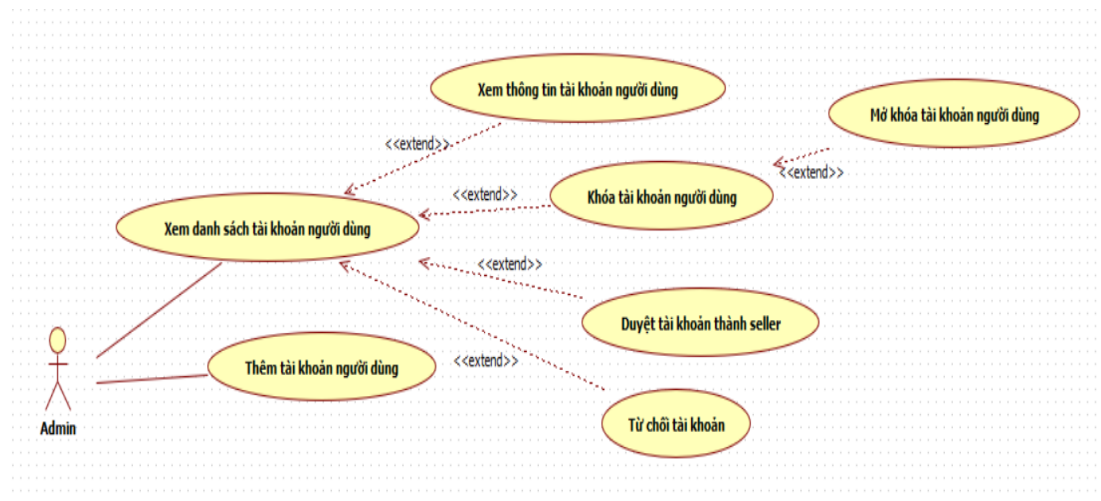 Xem thông tin tài khoản người dùng
Mở khóa tài khoản người dùng
<<extend>>
<<extend>>
<<extend>>
Khóa tài khoản người dùng
Xem danh sách tài khoản người dùng
<<extend>>
Duyệt tài khoản thành seller
<<extend>>
Thêm tài khoản người dùng
Từ chối tài khoản
Admin